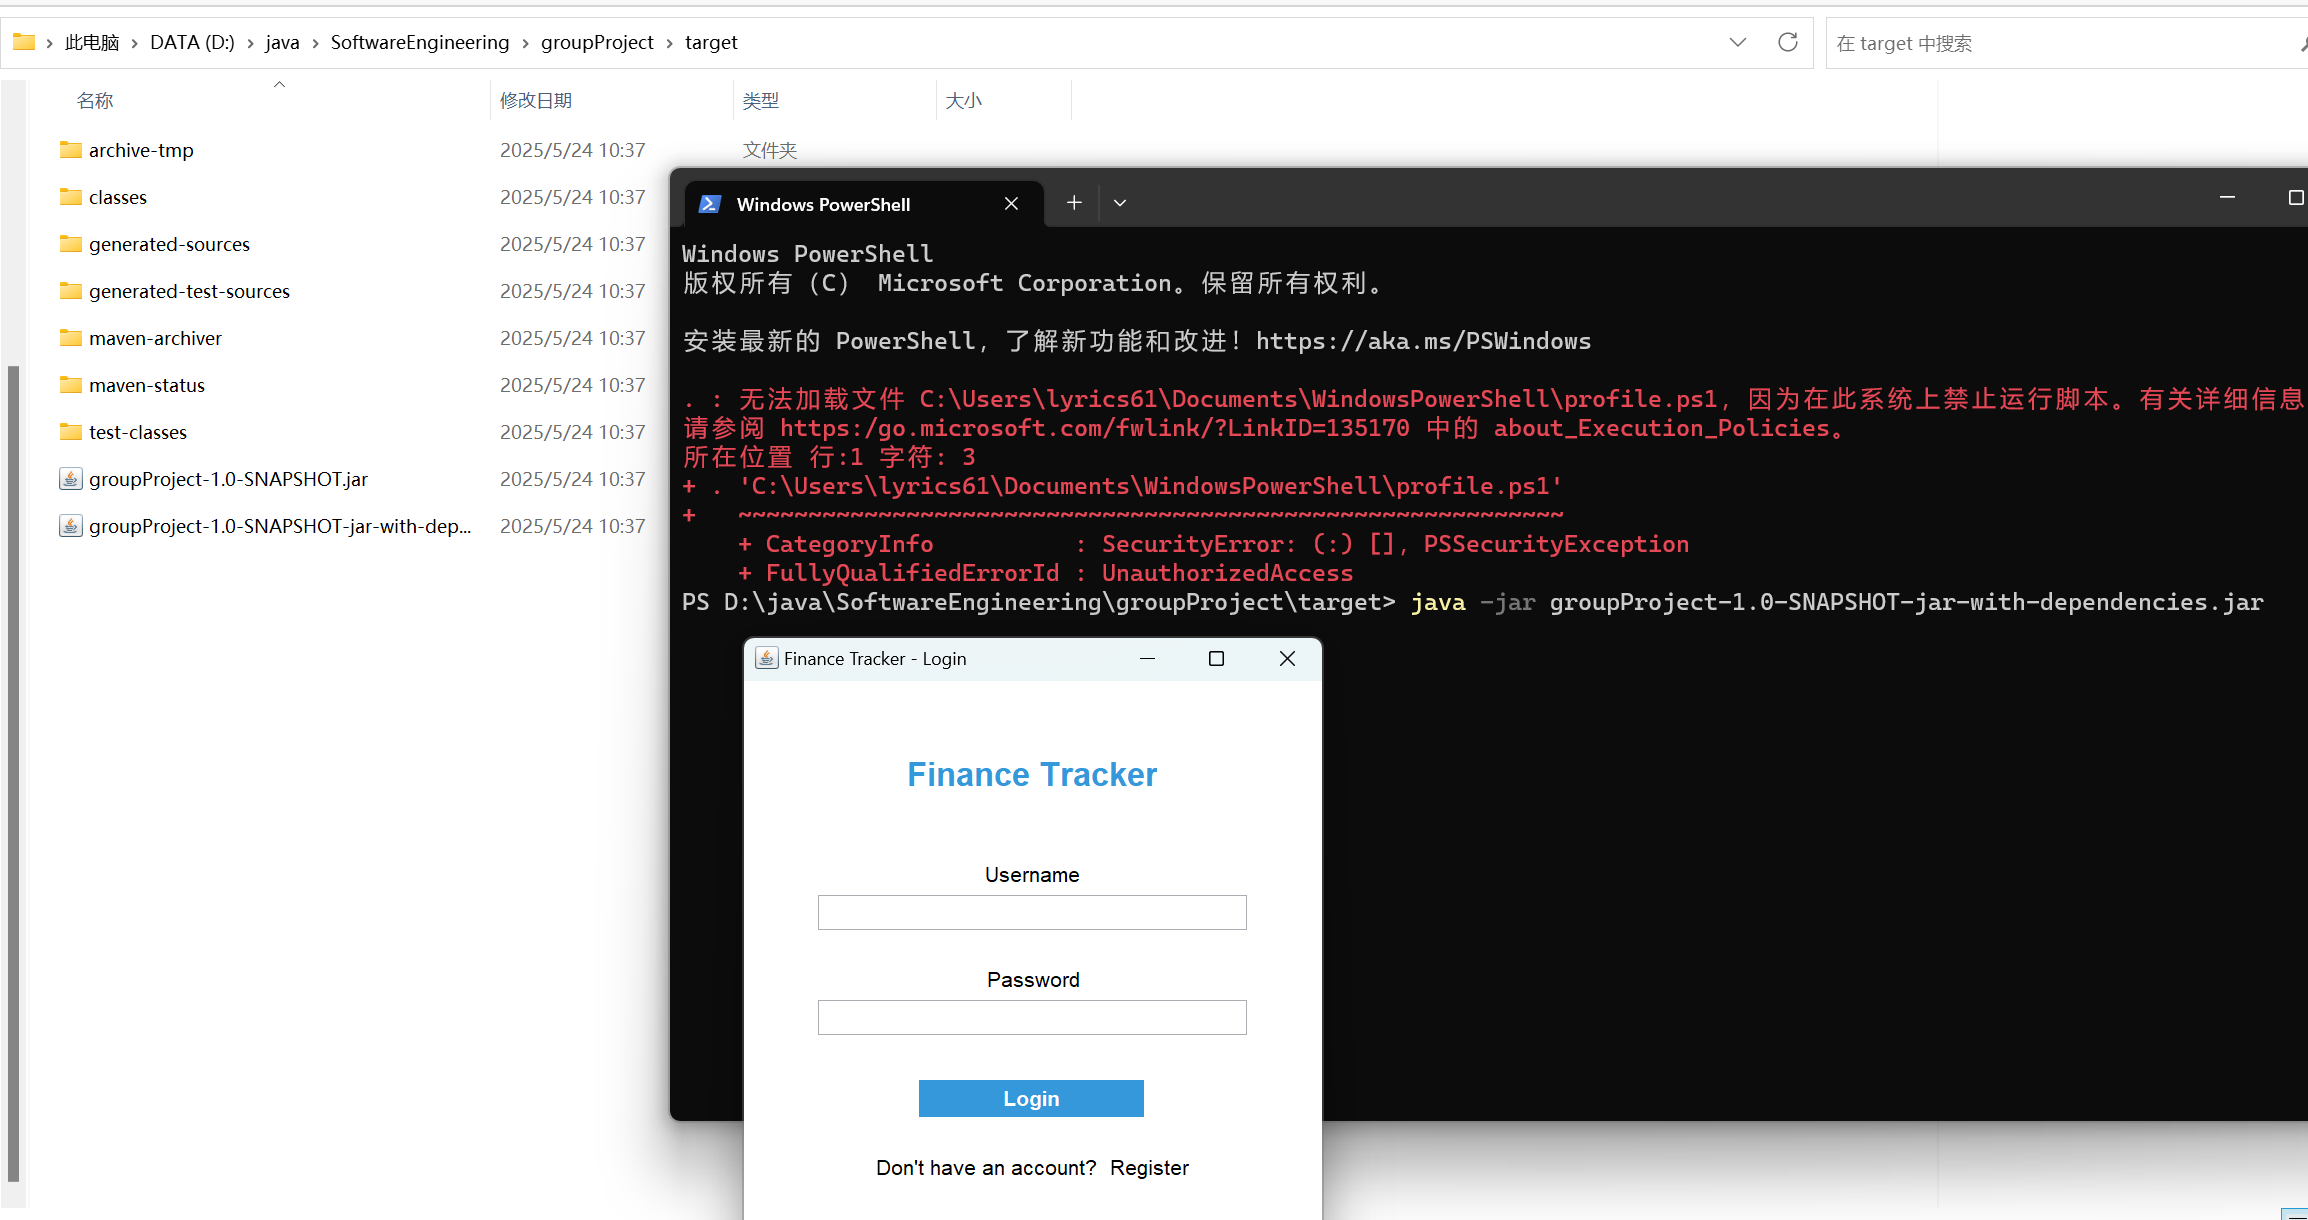 此电脑 › DATA (D:) › java › SoftwareEngineering › groupProject › target
在 target 中搜索
名称 修改日期 类型 大小
archive-tmp 2025/5/24 10:37 文件夹
classes 2025/5/24 10:37
generated-sources 2025/5/24 10:37
generated-test-sources 2025/5/24 10:37
maven-archiver 2025/5/24 10:37
maven-status 2025/5/24 10:37
test-classes 2025/5/24 10:37
groupProject-1.0-SNAPSHOT.jar 2025/5/24 10:37
groupProject-1.0-SNAPSHOT-jar-with-dep... 2025/5/24 10:37
Windows PowerShell
Windows PowerShell
版权所有（C） Microsoft Corporation。保留所有权利。
安装最新的 PowerShell，了解新功能和改进！https://aka.ms/PSWindows
. : 无法加载文件 C:\Users\lyrics61\Documents\WindowsPowerShell\profile.ps1，因为在此系统上禁止运行脚本。有关详细信息
请参阅 https:/go.microsoft.com/fwlink/?LinkID=135170 中的 about_Execution_Policies。
所在位置 行:1 字符: 3
+ . 'C:\Users\lyrics61\Documents\WindowsPowerShell\profile.ps1'
+   ~~~~~~~~~~~~~~~~~~~~~~~~~~~~~~~~~~~~~~~~~~~~~~~~~~~~~~~~~~~
    + CategoryInfo          : SecurityError: (:) []，PSSecurityException
    + FullyQualifiedErrorId : UnauthorizedAccess
PS D:\java\SoftwareEngineering\groupProject\target> java -jar groupProject-1.0-SNAPSHOT-jar-with-dependencies.jar
Finance Tracker - Login
Finance Tracker
Username
Password
Login
Don't have an account? Register